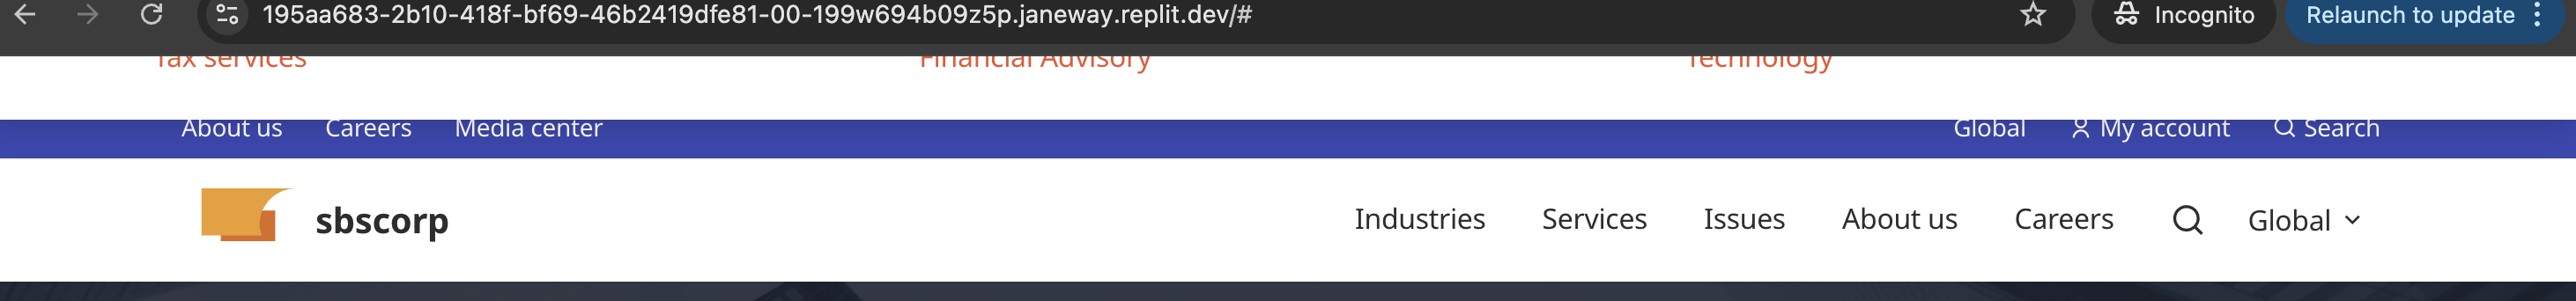 195aa683-2b10-418f-bf69-46b2419dfe81-00-199w694b09z5p.janeway.replit.dev/# Incognito Relaunch to update
Tax services Financial Advisory Technology
About us Careers Media center Global My account Search
sbscorp Industries Services Issues About us Careers Global